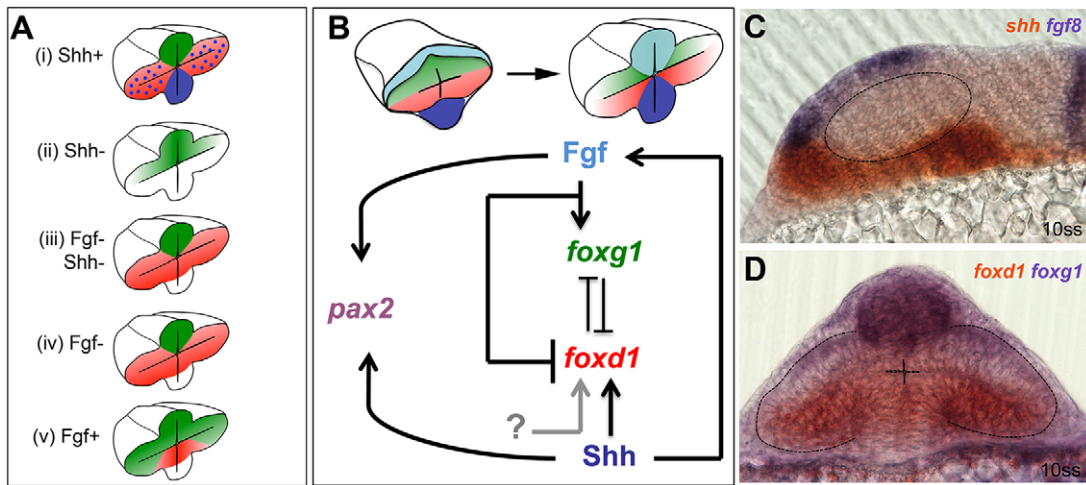 A
(i) Shh+
(ii) Shh-
(iii) Fgf-
Shh-
(iv) Fgf-
(v) Fgf+
B
Fgf
foxg1
pax2
foxd1
?
Shh
C
shh fgf8
10ss
D
foxd1 foxg1
10ss